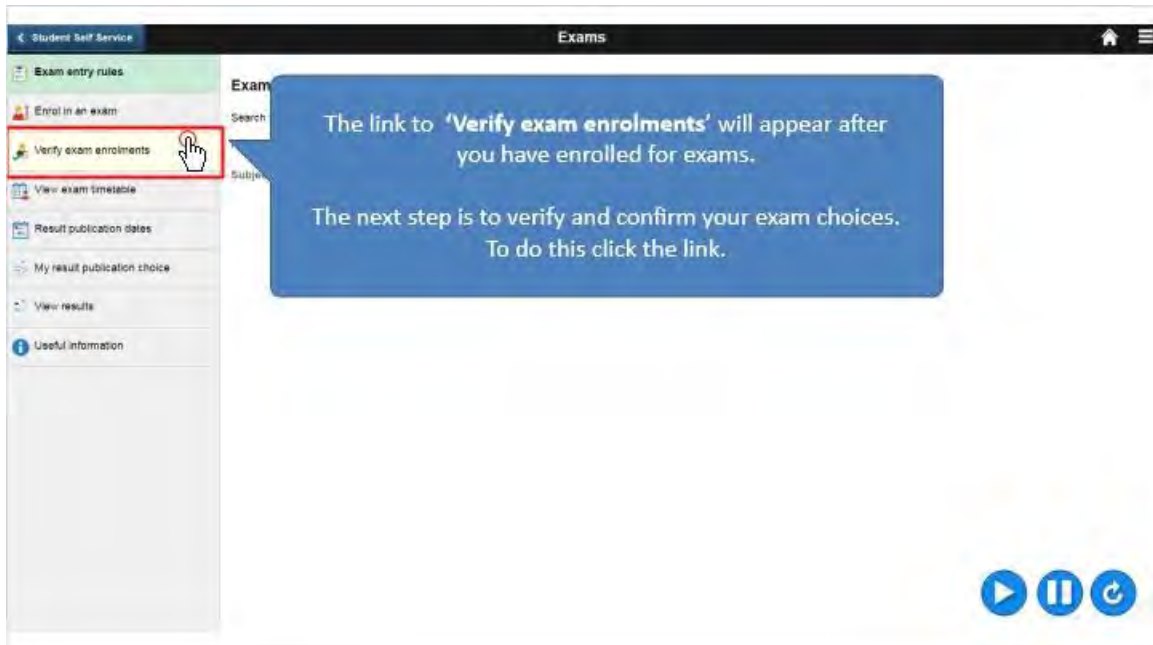 Student Self Service
Exams
Exam entry rules
Enrol in an exam
Verify exam enrolments
View exam timetable
Result publication dates
My result publication choice
View results
Useful information
Exam
Search
The link to 'Verify exam enrolments' will appear after
you have enrolled for exams.
The next step is to verify and confirm your exam choices.
To do this click the link.